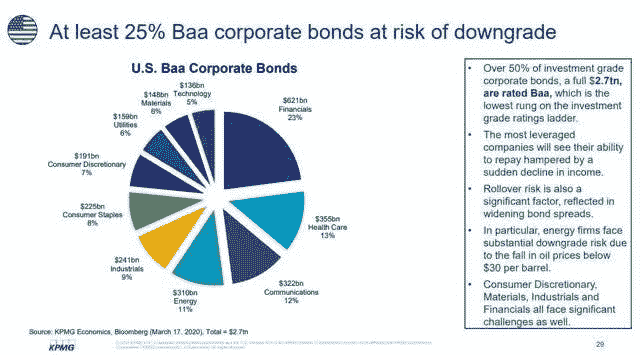 At least 25% Baa corporate bonds at risk of downgrade
U.S. Baa Corporate Bonds
$136bn
Technology
5%
$148bn
Materials
6%
$159bn
Utilities
6%
$191bn
Consumer Discretionary
7%
$225bn
Consumer Staples
8%
$241bn
Industrials
9%
$310bn
Energy
11%
$322bn
Communications
12%
$355bn
Health Care
13%
$621bn
Financials
23%
• Over 50% of investment grade
corporate bonds, a full $2.7tn,
are rated Baa, which is the
lowest rung on the investment
grade ratings ladder.
• The most leveraged
companies will see their ability
to repay hampered by a
sudden decline in income.
• Rollover risk is also a
significant factor, reflected in
widening bond spreads.
• In particular, energy firms face
substantial downgrade risk due
to the fall in oil prices below
$30 per barrel.
• Consumer Discretionary,
Materials, Industrials and
Financials all face significant
challenges as well.
Source: KPMG Economics, Bloomberg (March 17, 2020), Total = $2.7tn
KPMG
29